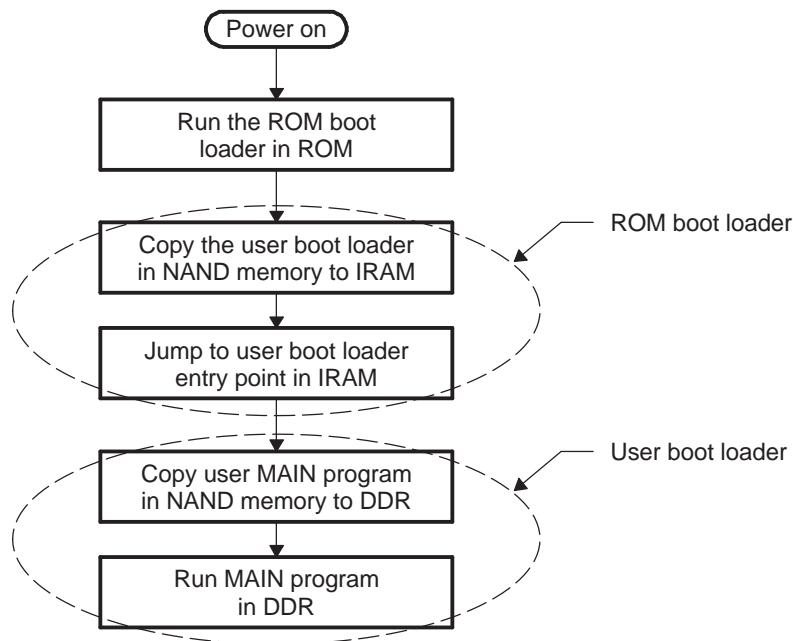 Power on
Run the ROM boot
loader in ROM
ROM boot loader
Copy the user boot loader
in NAND memory to IRAM
Jump to user boot loader
entry point in IRAM
User boot loader
Copy user MAIN program
in NAND memory to DDR
Run MAIN program
in DDR